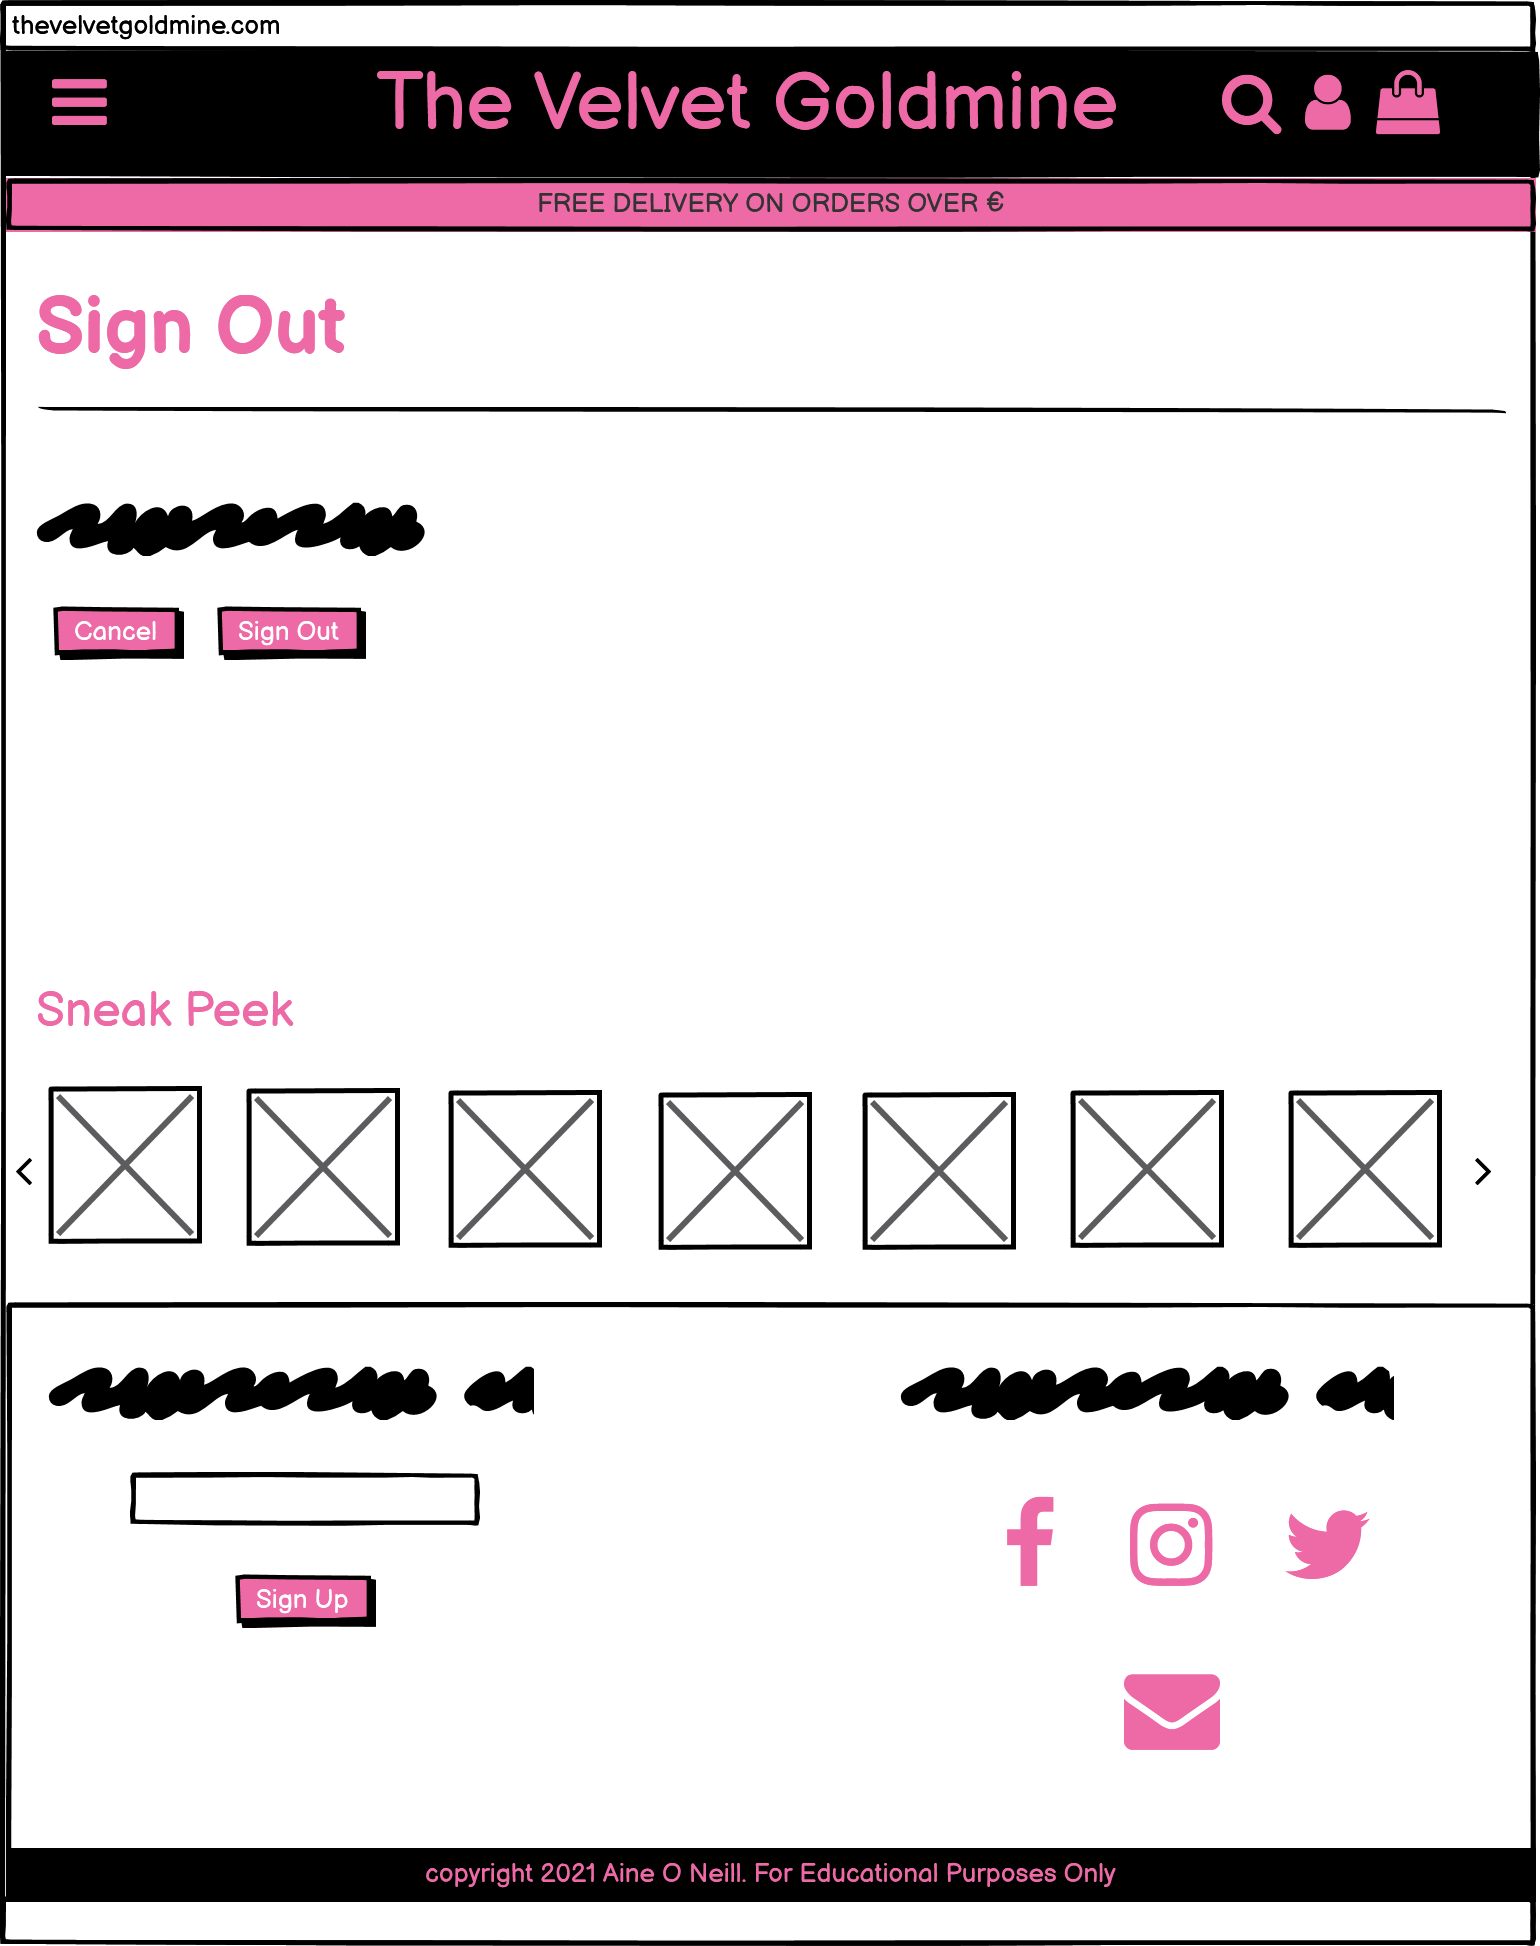 thevelvetgoldmine.com
The Velvet Goldmine
FREE DELIVERY ON ORDERS OVER €
Sign Out
Cancel Sign Out
Sneak Peek
Sign Up
copyright 2021 Aine O Neill. For Educational Purposes Only